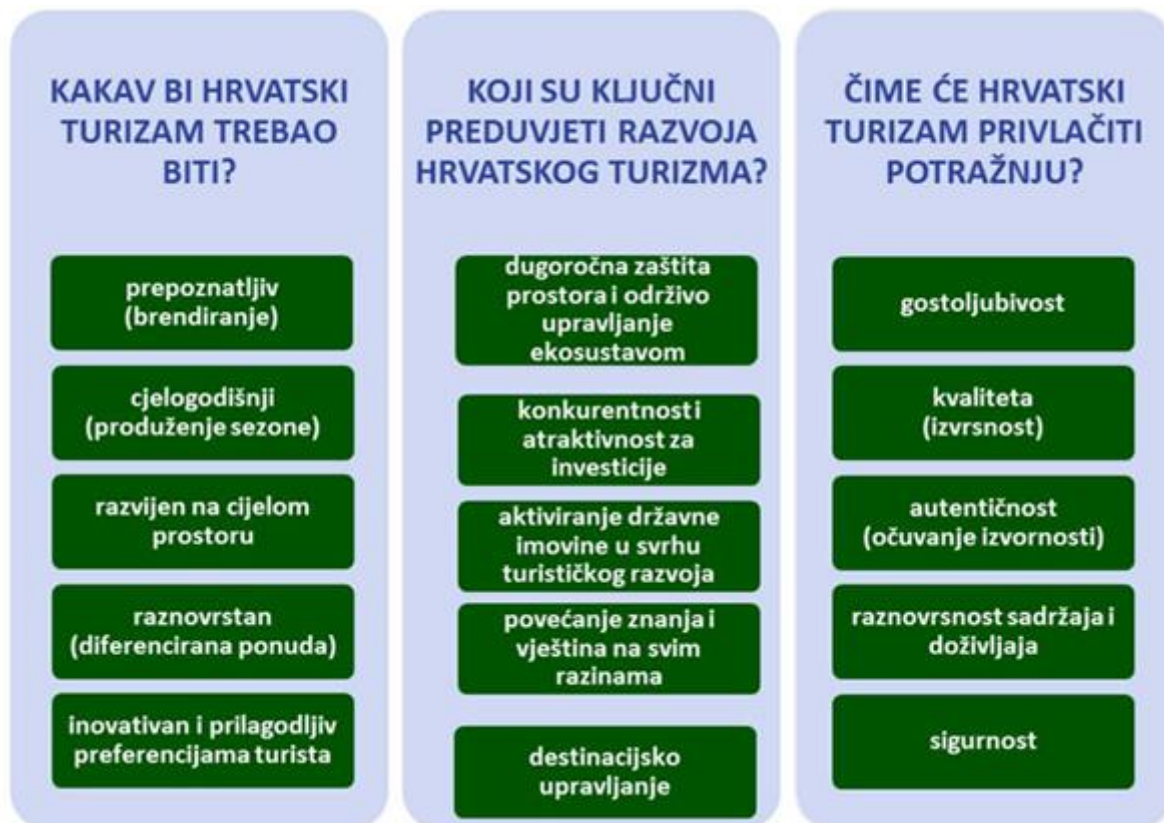 KAKAV BI HRVATSKI
TURIZAM TREBAO
BITI?
prepoznatljiv
(brendiranje)
cjelogodišnji
(produženje sezone)
razvijen na cijelom
prostoru
raznovrstan
(diferencirana ponuda)
inovativan i prilagodljiv
preferencijama turista
KOJI SU KLJUČNI
PREDUVJETI RAZVOJA
HRVATSKOG TURIZMA?
dugoročna zaštita
prostora i održivo
upravljanje
ekosustavom
konkurentnost i
atraktivnost za
investicije
aktiviranje državne
imovine u svrhu
turističkog razvoja
povećanje znanja i
vještina na svim
razinama
destinacijsko
upravljanje
ČIME ĆE HRVATSKI
TURIZAM PRIVLAČITI
POTRAŽNJU?
gostoljubivost
kvaliteta
(izvrsnost)
autentičnost
(očuvanje izvornosti)
raznovrsnost sadržaja i
doživljaja
sigurnost